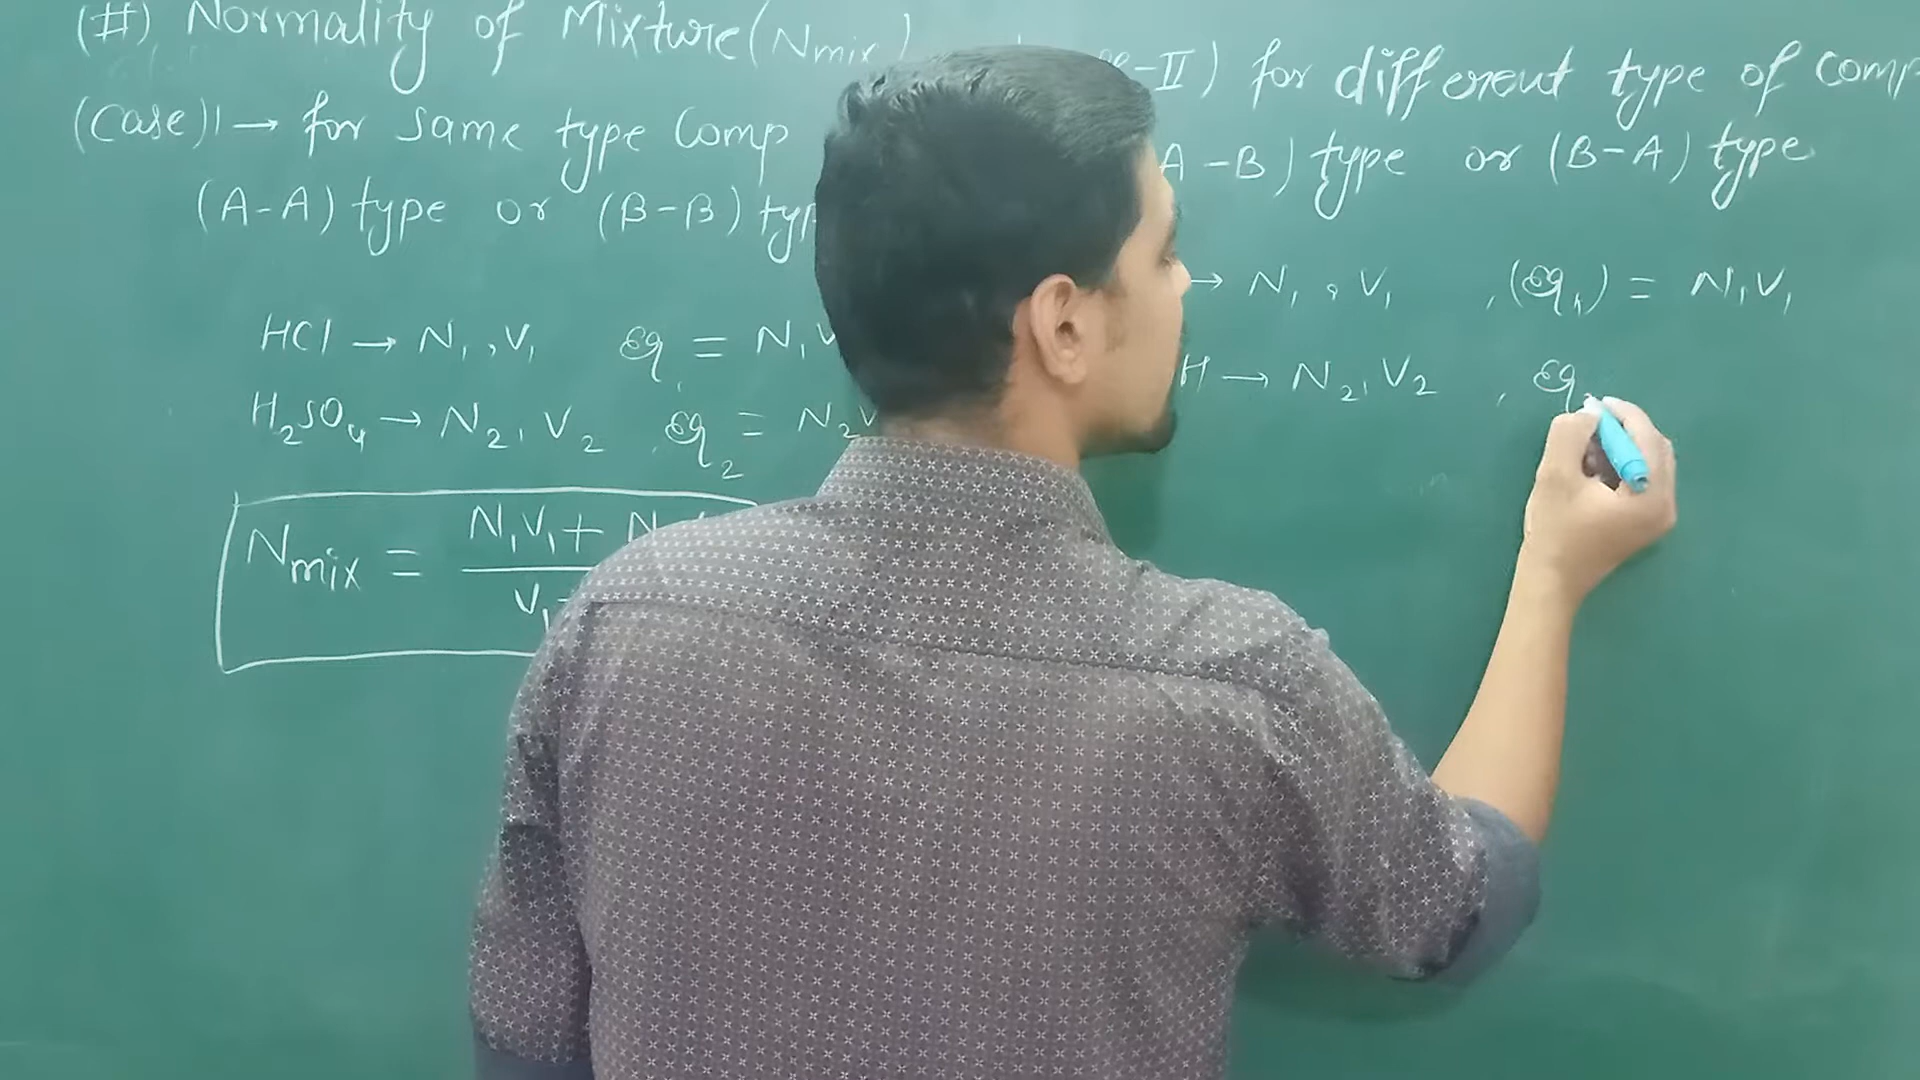 (#) Normality of Mixture (Nmix)
(Case) 1 → for same type Comp
(A-A) type or (B-B) typ
HCl → N1, V1 eq1 = N1V
H2SO4 → N2, V2 , eq2 = N2V
Nmix = N1V1 + N
V1
-II) for different type of comp
A-B) type or (B-A) type
→ N1, V1 , (eq1) = N1V1
H → N2, V2 , eq